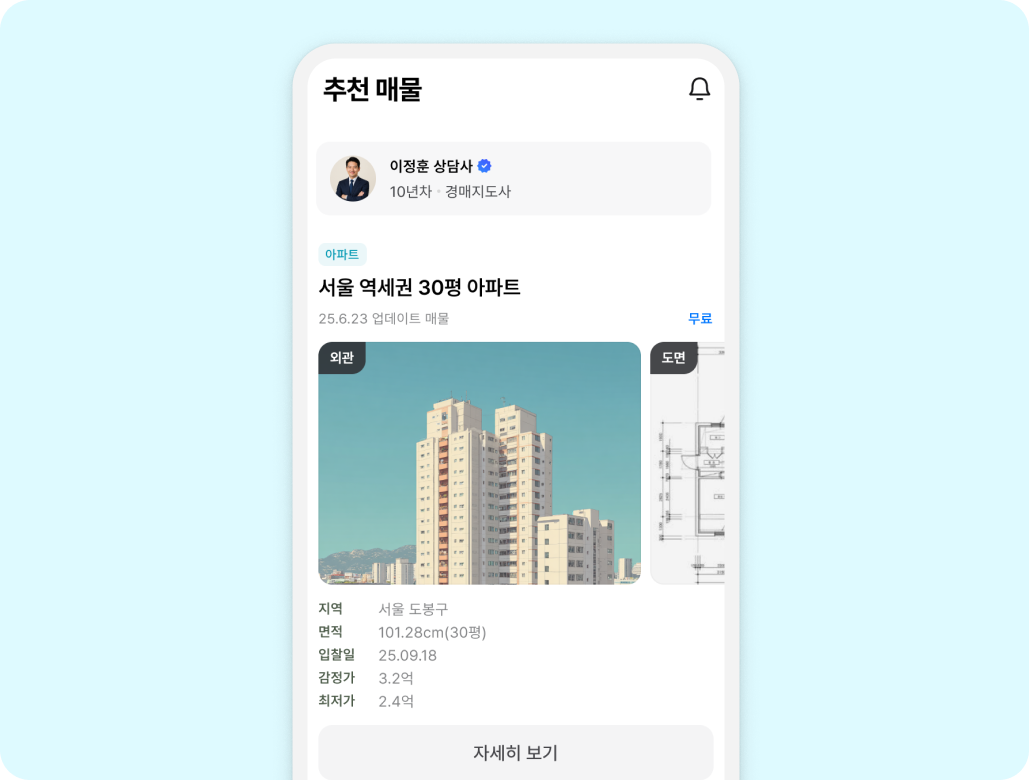 추천 매물
이정훈 상담사
10년차 • 경매지도사
아파트
서울 역세권 30평 아파트
25.6.23 업데이트 매물
무료
외관
도면
지역 서울 도봉구
면적 101.28cm(30평)
입찰일 25.09.18
감정가 3.2억
최저가 2.4억
자세히 보기